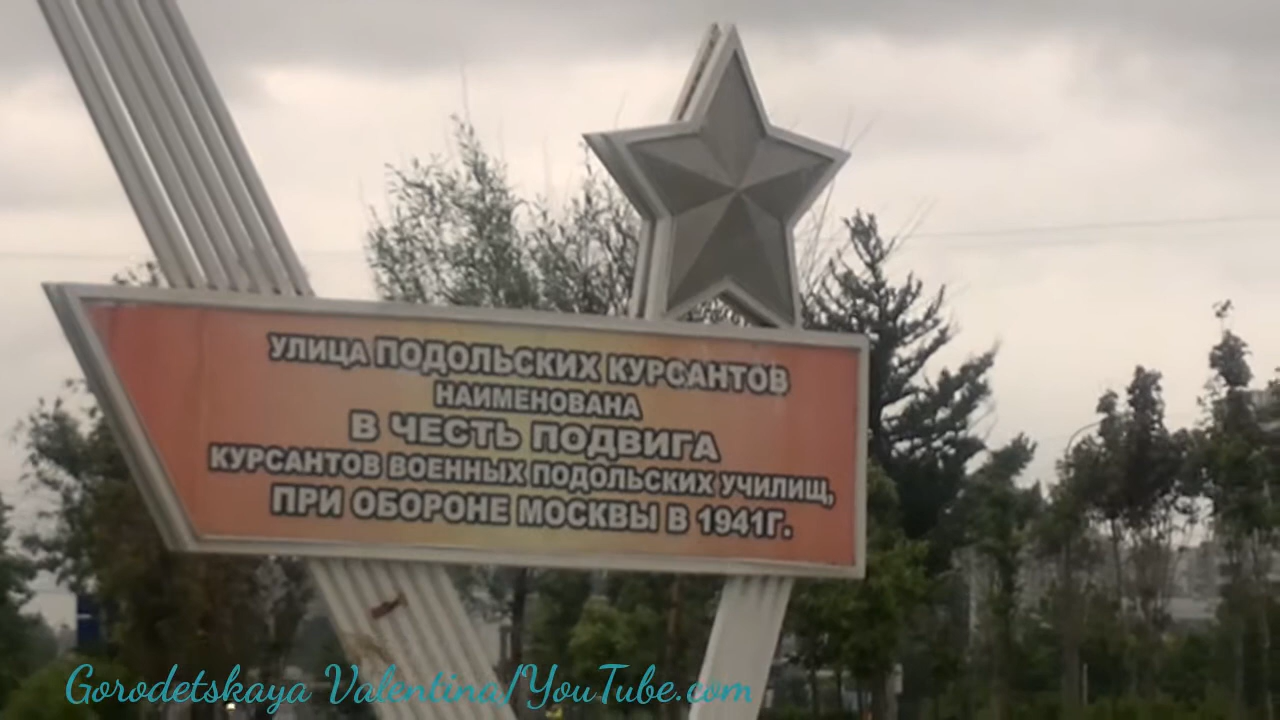 УЛИЦА ПОДОЛЬСКИХ КУРСАНТОВ
НАИМЕНОВАНА
В ЧЕСТЬ ПОДВИГА
КУРСАНТОВ ВОЕННЫХ ПОДОЛЬСКИХ УЧИЛИЩ,
ПРИ ОБОРОНЕ МОСКВЫ В 1941Г.
Gorodetskaya Valentina/YouTube.com